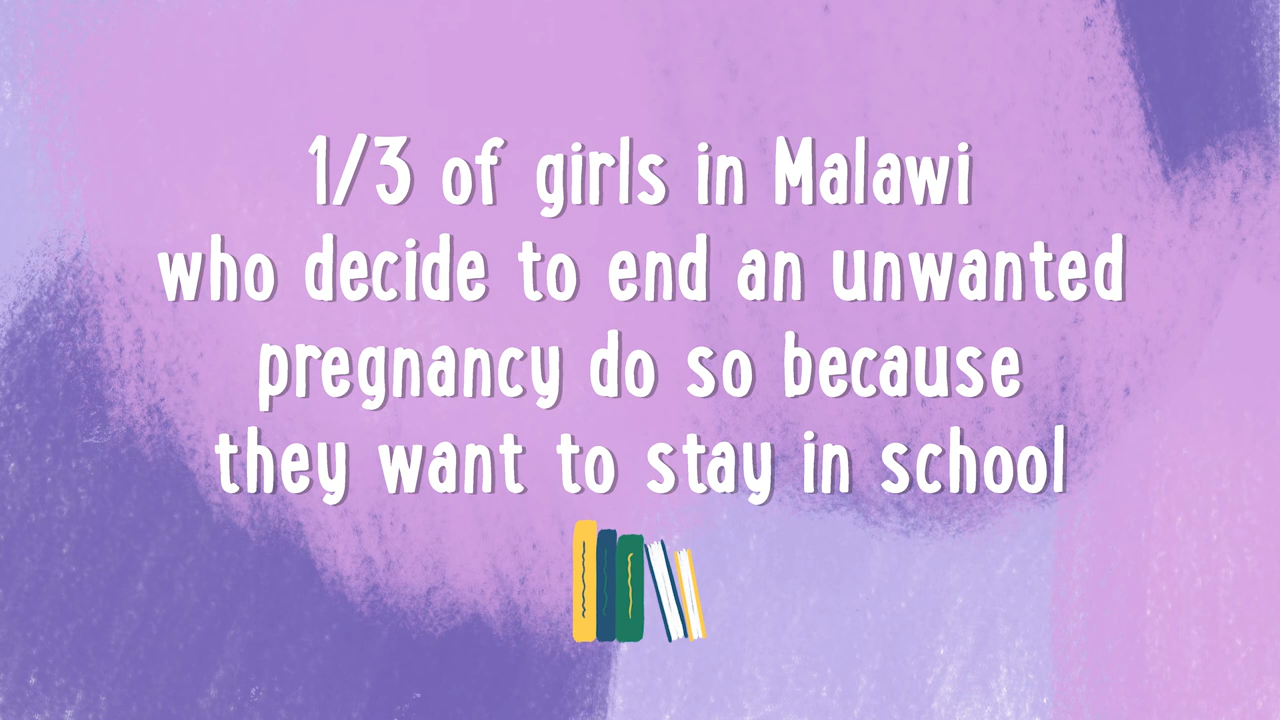 1/3 of girls in Malawi
who decide to end an unwanted
pregnancy do so because
they want to stay in school